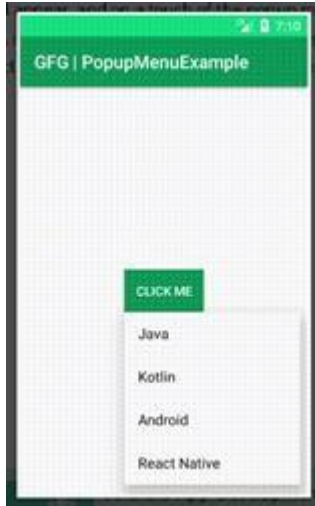 7:10
GFG | PopupMenuExample
CLICK ME
Java
Kotlin
Android
React Native